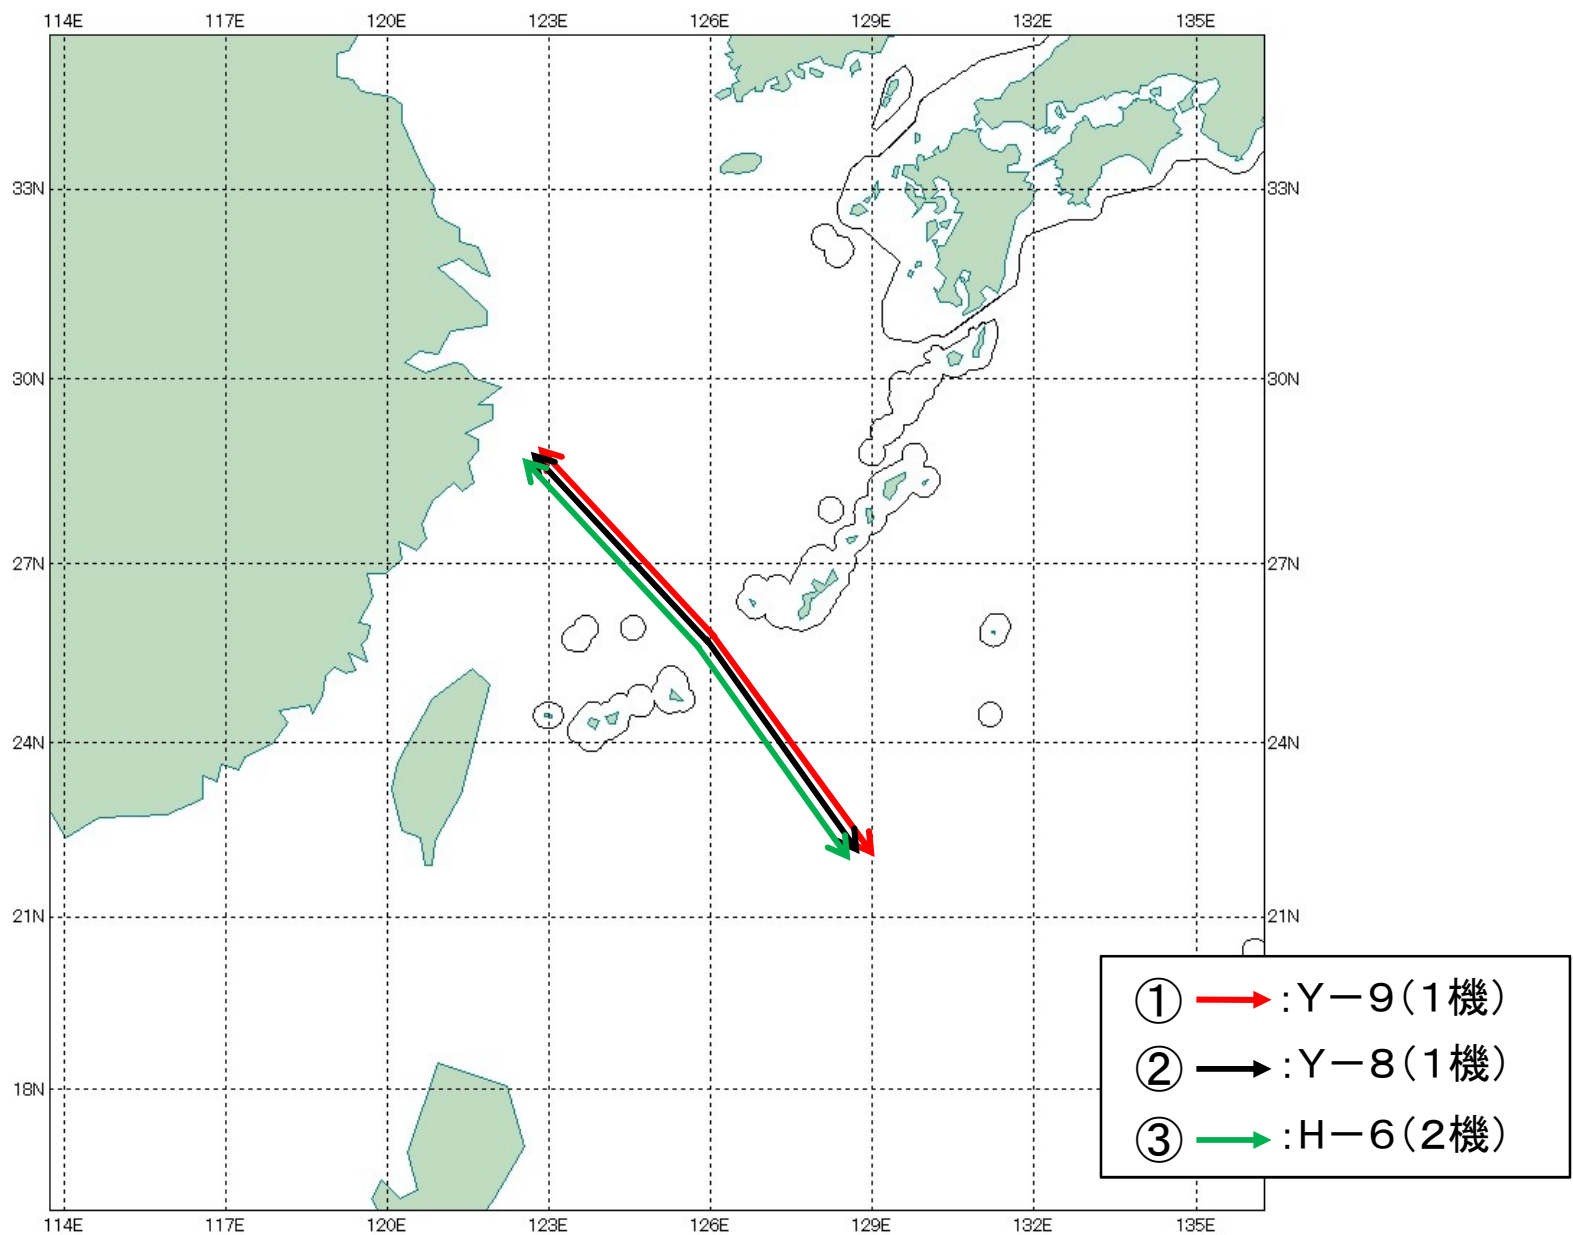 114E 117E 120E 123E 126E 129E 132E 135E
33N 33N
30N 30N
27N 27N
24N 24N
21N 21N
18N
① :Y－9(1機)
② :Y－8(1機)
③ :H－6(2機)
114E 117E 120E 123E 126E 129E 132E 135E